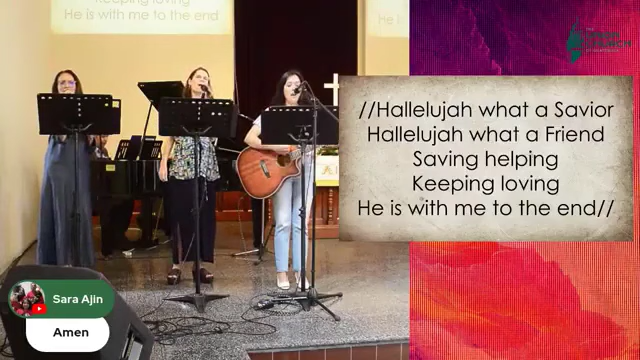 Keeping loving
He is with me to the end
//Hallelujah what a Savior
Hallelujah what a Friend
Saving helping
Keeping loving
He is with me to the end//
Sara Ajin
Amen